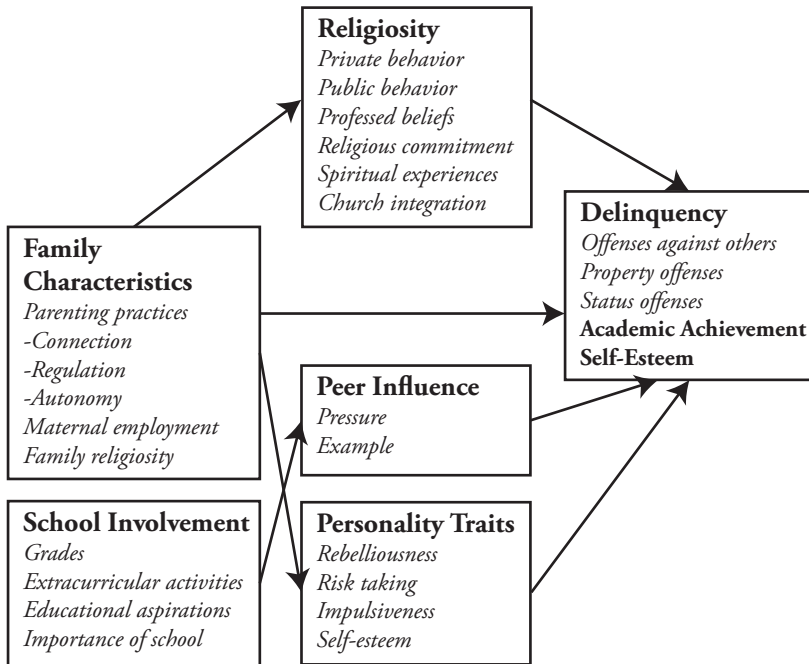 Religiosity
Private behavior
Public behavior
Professed beliefs
Religious commitment
Spiritual experiences
Church integration
Family
Characteristics
Parenting practices
-Connection
-Regulation
-Autonomy
Maternal employment
Family religiosity
Delinquency
Offenses against others
Property offenses
Status offenses
Academic Achievement
Self-Esteem
Peer Influence
Pressure
Example
School Involvement
Grades
Extracurricular activities
Educational aspirations
Importance of school
Personality Traits
Rebelliousness
Risk taking
Impulsiveness
Self-esteem